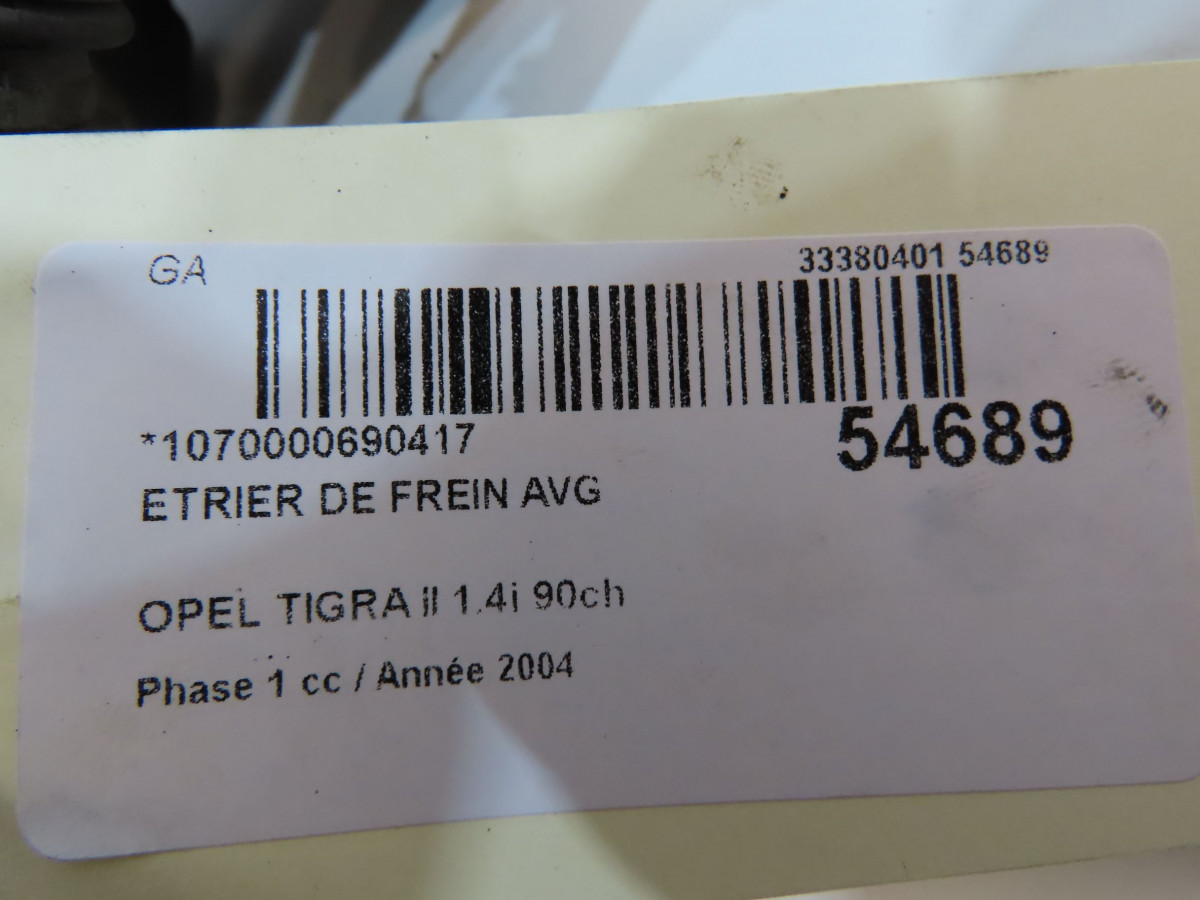 GA
33380401 54689
*1070000690417
54689
ETRIER DE FREIN AVG
OPEL TIGRA II 1.4i 90ch
Phase 1 cc / Année 2004